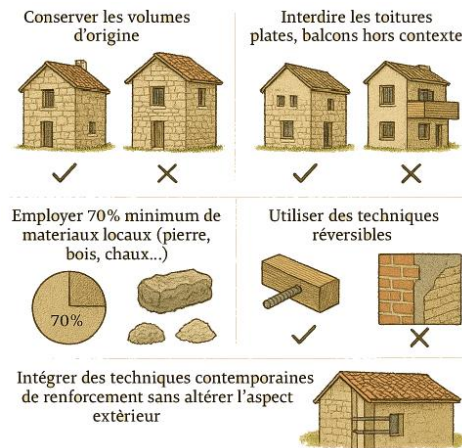 Conserver les volumes
d’origine
Interdire les toitures
plates, balcons hors contexte
Employer 70% minimum de
materiaux locaux (pierre,
bois, chaux...)
70%
Utiliser des techniques
réversibles
Intégrer des techniques contemporaines
de renforcement sans altérer l’aspect
extèrieur